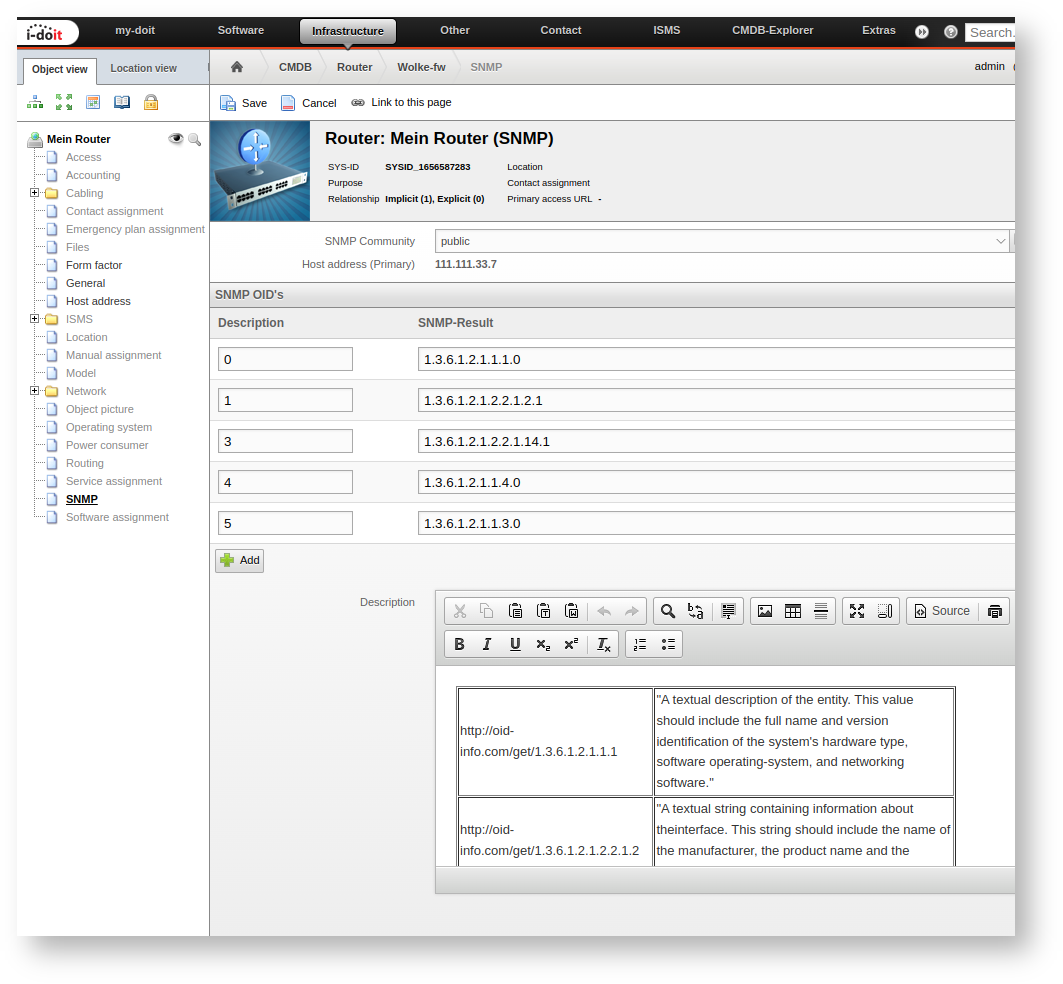 i-doit my-doit Software Infrastructure Other Contact ISMS CMDB-Explorer Extras Search.
Object view Location view
CMDB Router Wolke-fw SNMP admin
Save Cancel Link to this page
Mein Router
Access
Accounting
Cabling
Contact assignment
Emergency plan assignment
Files
Form factor
General
Host address
ISMS
Location
Manual assignment
Model
Network
Object picture
Operating system
Power consumer
Routing
Service assignment
SNMP
Software assignment
Router: Mein Router (SNMP)
SYS-ID SYSID_1656587283 Location
Purpose Contact assignment
Relationship Implicit (1), Explicit (0) Primary access URL -
SNMP Community public
Host address (Primary) 111.111.33.7
SNMP OID's
Description SNMP-Result
0 1.3.6.1.2.1.1.1.0
1 1.3.6.1.2.1.2.2.1.2.1
3 1.3.6.1.2.1.2.2.1.14.1
4 1.3.6.1.2.1.1.4.0
5 1.3.6.1.2.1.1.3.0
Add
Description
Source
B I U x2 x2 Ix
http://oid-
info.com/get/1.3.6.1.2.1.1.1
"A textual description of the entity. This value
should include the full name and version
identification of the system's hardware type,
software operating-system, and networking
software."
http://oid-
info.com/get/1.3.6.1.2.1.2.2.1.2
"A textual string containing information about
theinterface. This string should include the name of
the manufacturer, the product name and the